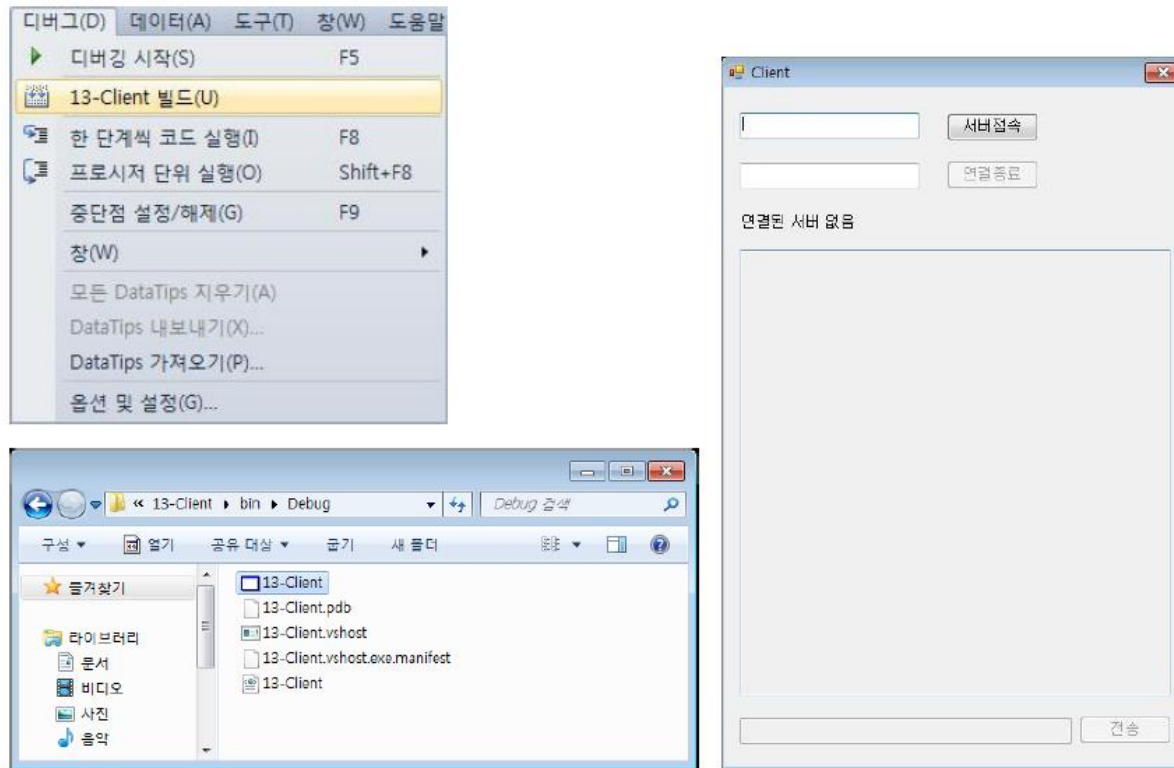 디버그(D) 데이터(A) 도구(T) 창(W) 도움말
디버깅 시작(S) F5
13-Client 빌드(U)
한 단계씩 코드 실행(I) F8
프로시저 단위 실행(O) Shift+F8
중단점 설정/해제(G) F9
창(W)
모든 DataTips 지우기(A)
DataTips 내보내기(X)...
DataTips 가져오기(P)...
옵션 및 설정(G)...
« 13-Client bin Debug Debug 검색
구성 열기 공유 대상 굽기 새 폴더
즐겨찾기
라이브러리
문서
비디오
사진
음악
13-Client
13-Client.pdb
13-Client.vshost
13-Client.vshost.exe.manifest
13-Client
Client
서버접속
연결종료
연결된 서버 없음
전송